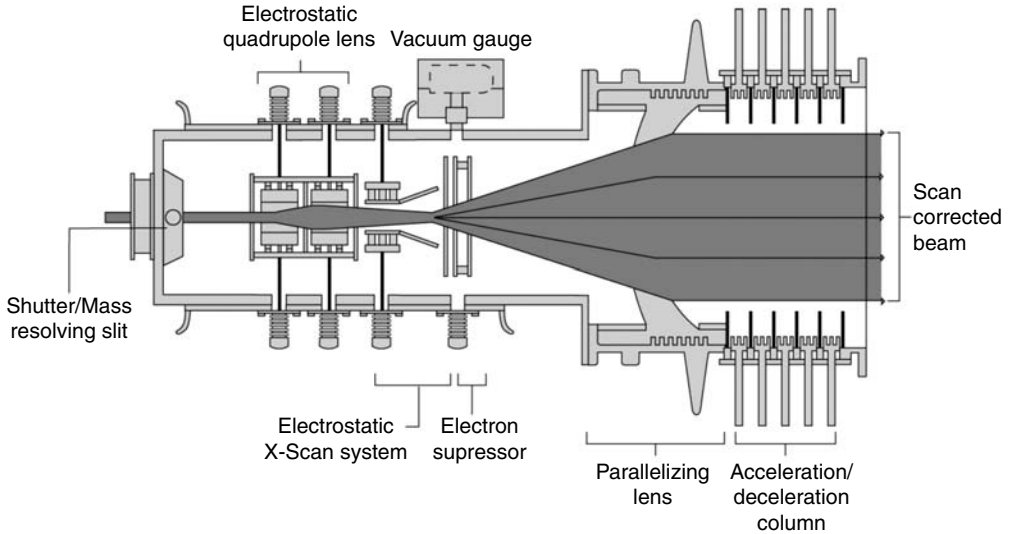 Electrostatic
quadrupole lens
Vacuum gauge
Scan
corrected
beam
Shutter/Mass
resolving slit
Electrostatic
X-Scan system
Electron
supressor
Parallelizing
lens
Acceleration/
deceleration
column